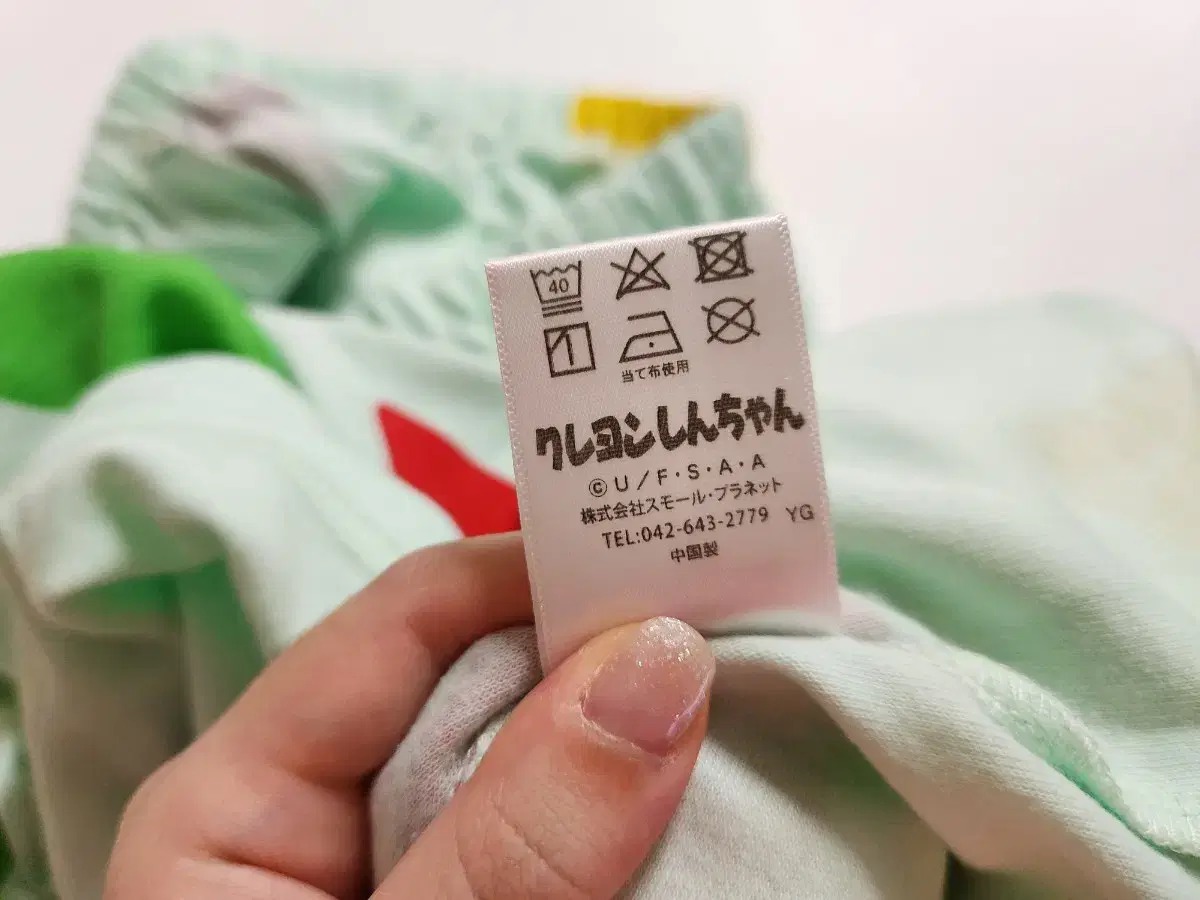 40
当て布使用
クレヨンしんちゃん
©U/F・S・A・A
株式会社スモール・プラネット
TEL:042-643-2779 YG
中国製